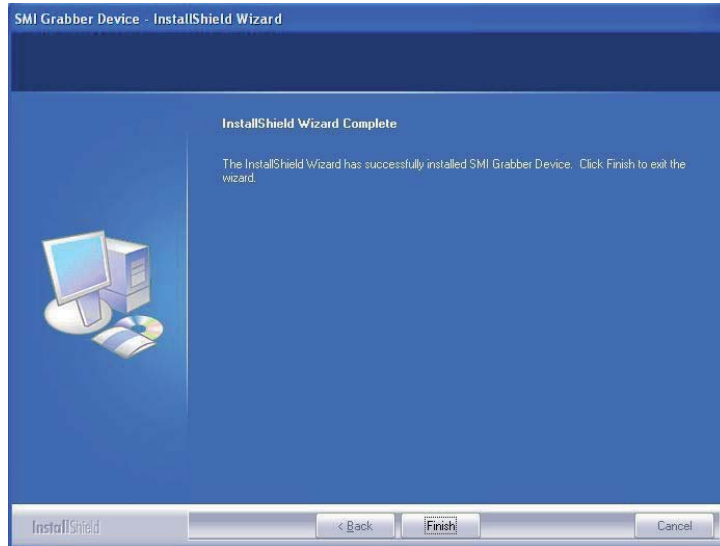 SMI Grabber Device - InstallShield Wizard
InstallShield Wizard Complete
The InstallShield Wizard has successfully installed SMI Grabber Device. Click Finish to exit the
wizard.
InstallShield
< Back
Finish
Cancel